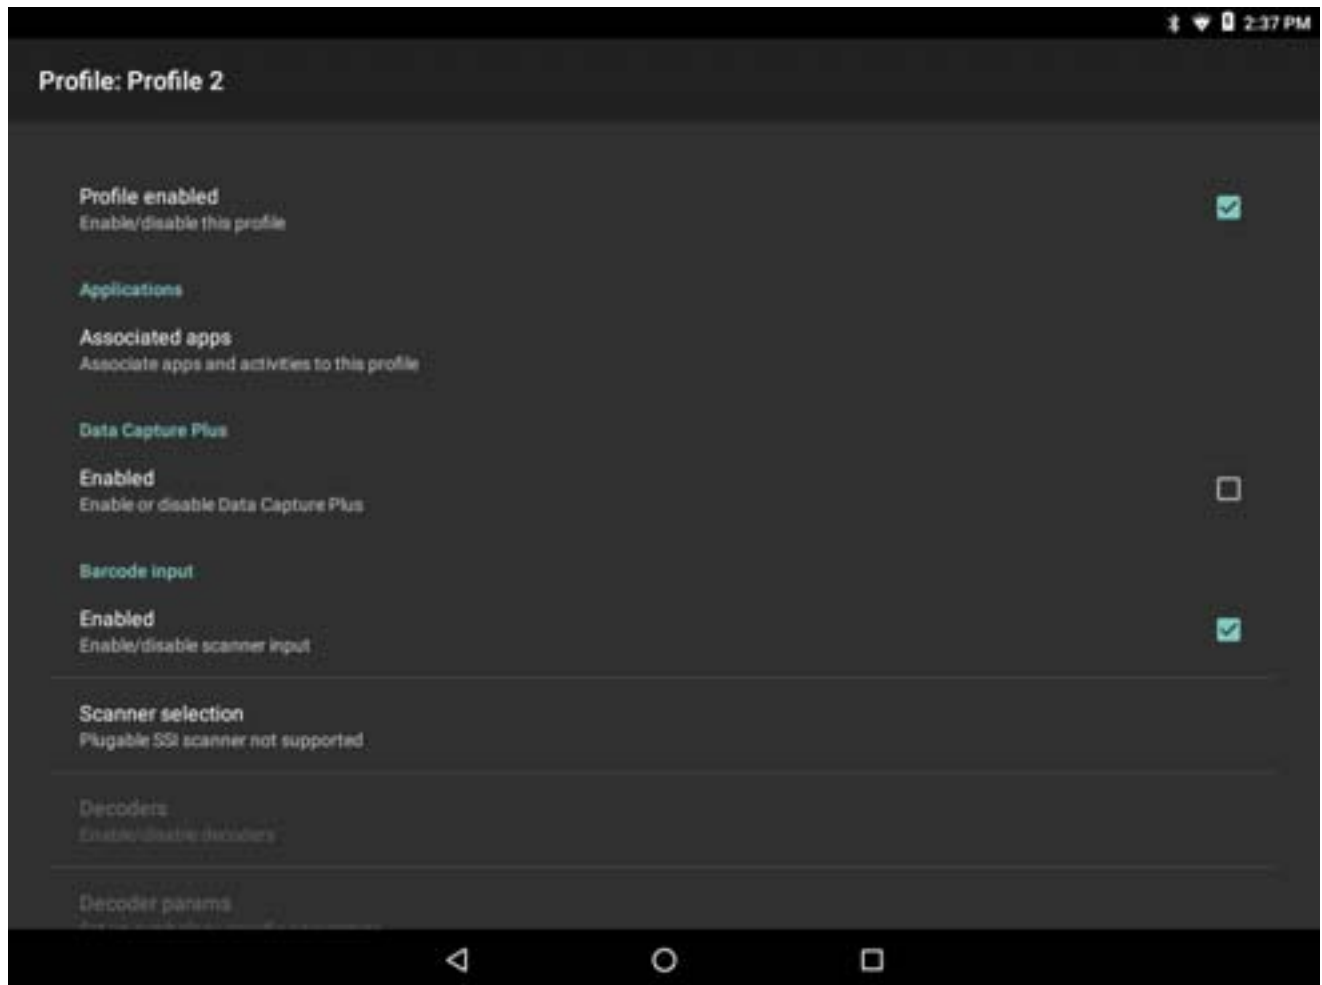 2:37 PM
Profile: Profile 2
Profile enabled
Enable/disable this profile
Applications
Associated apps
Associate apps and activities to this profile
Data Capture Plus
Enabled
Enable or disable Data Capture Plus
Barcode input
Enabled
Enable/disable scanner input
Scanner selection
Plugable SSI scanner not supported
Decoders
Enable/disable decoders
Decoder params